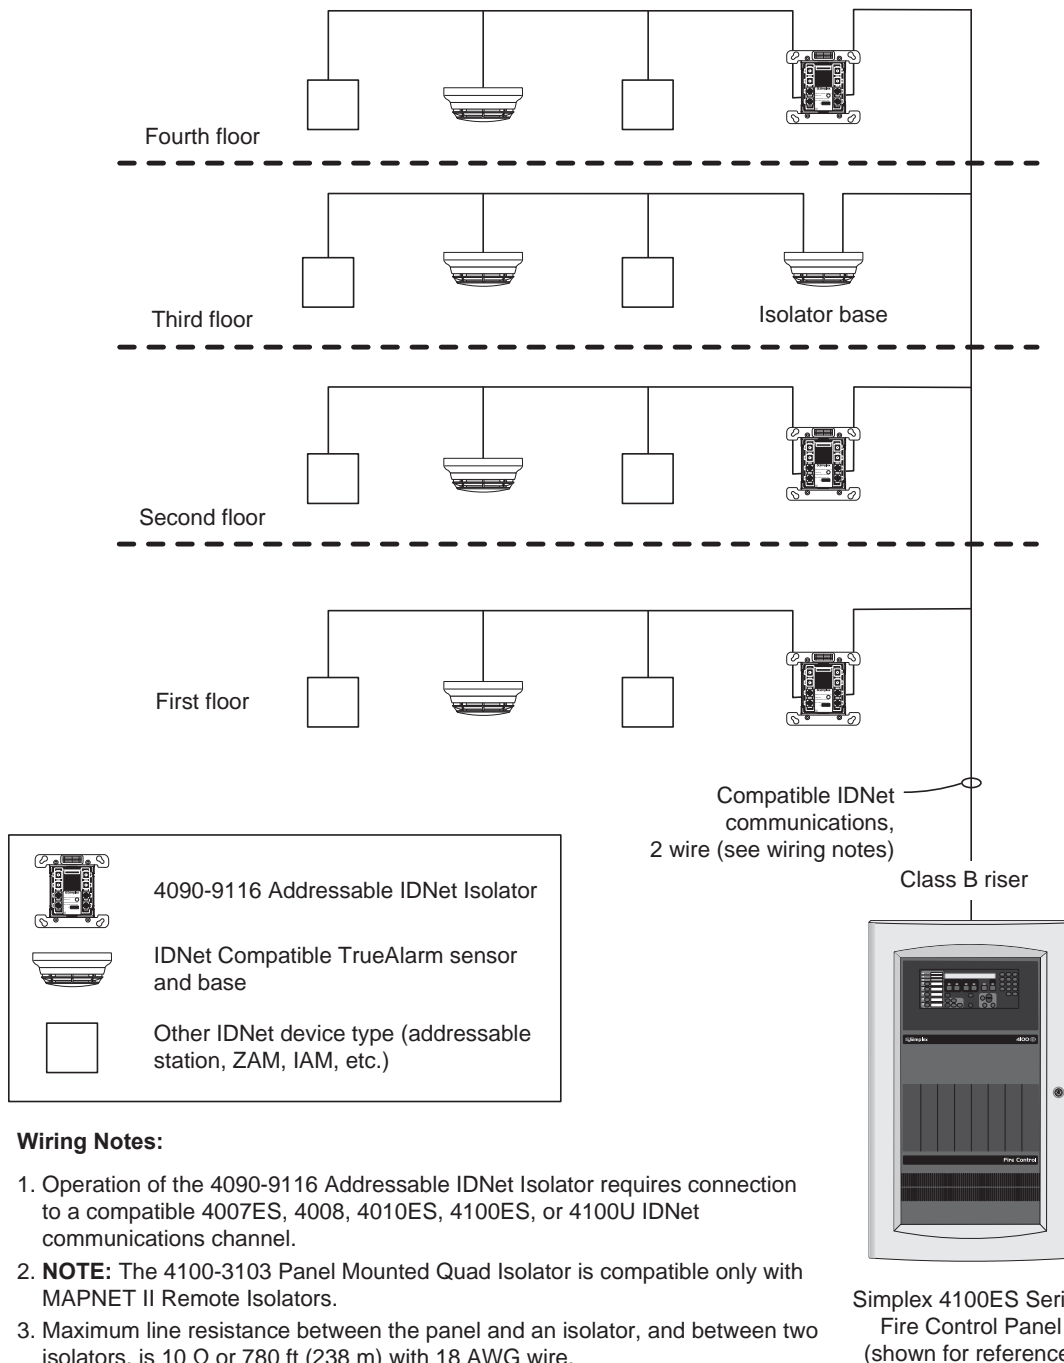 Fourth floor
Third floor
Isolator base
Second floor
First floor
Compatible IDNet
communications,
2 wire (see wiring notes)
Class B riser
4090-9116 Addressable IDNet Isolator
IDNet Compatible TrueAlarm sensor
and base
Other IDNet device type (addressable
station, ZAM, IAM, etc.)
Simplex
4100
Fire Control
Wiring Notes:
1. Operation of the 4090-9116 Addressable IDNet Isolator requires connection
to a compatible 4007ES, 4008, 4010ES, 4100ES, or 4100U IDNet
communications channel.
2. NOTE: The 4100-3103 Panel Mounted Quad Isolator is compatible only with
MAPNET II Remote Isolators.
3. Maximum line resistance between the panel and an isolator, and between two
isolators, is 10 Ω or 780 ft (238 m) with 18 AWG wire.
Simplex 4100ES Seri
Fire Control Panel
(shown for reference